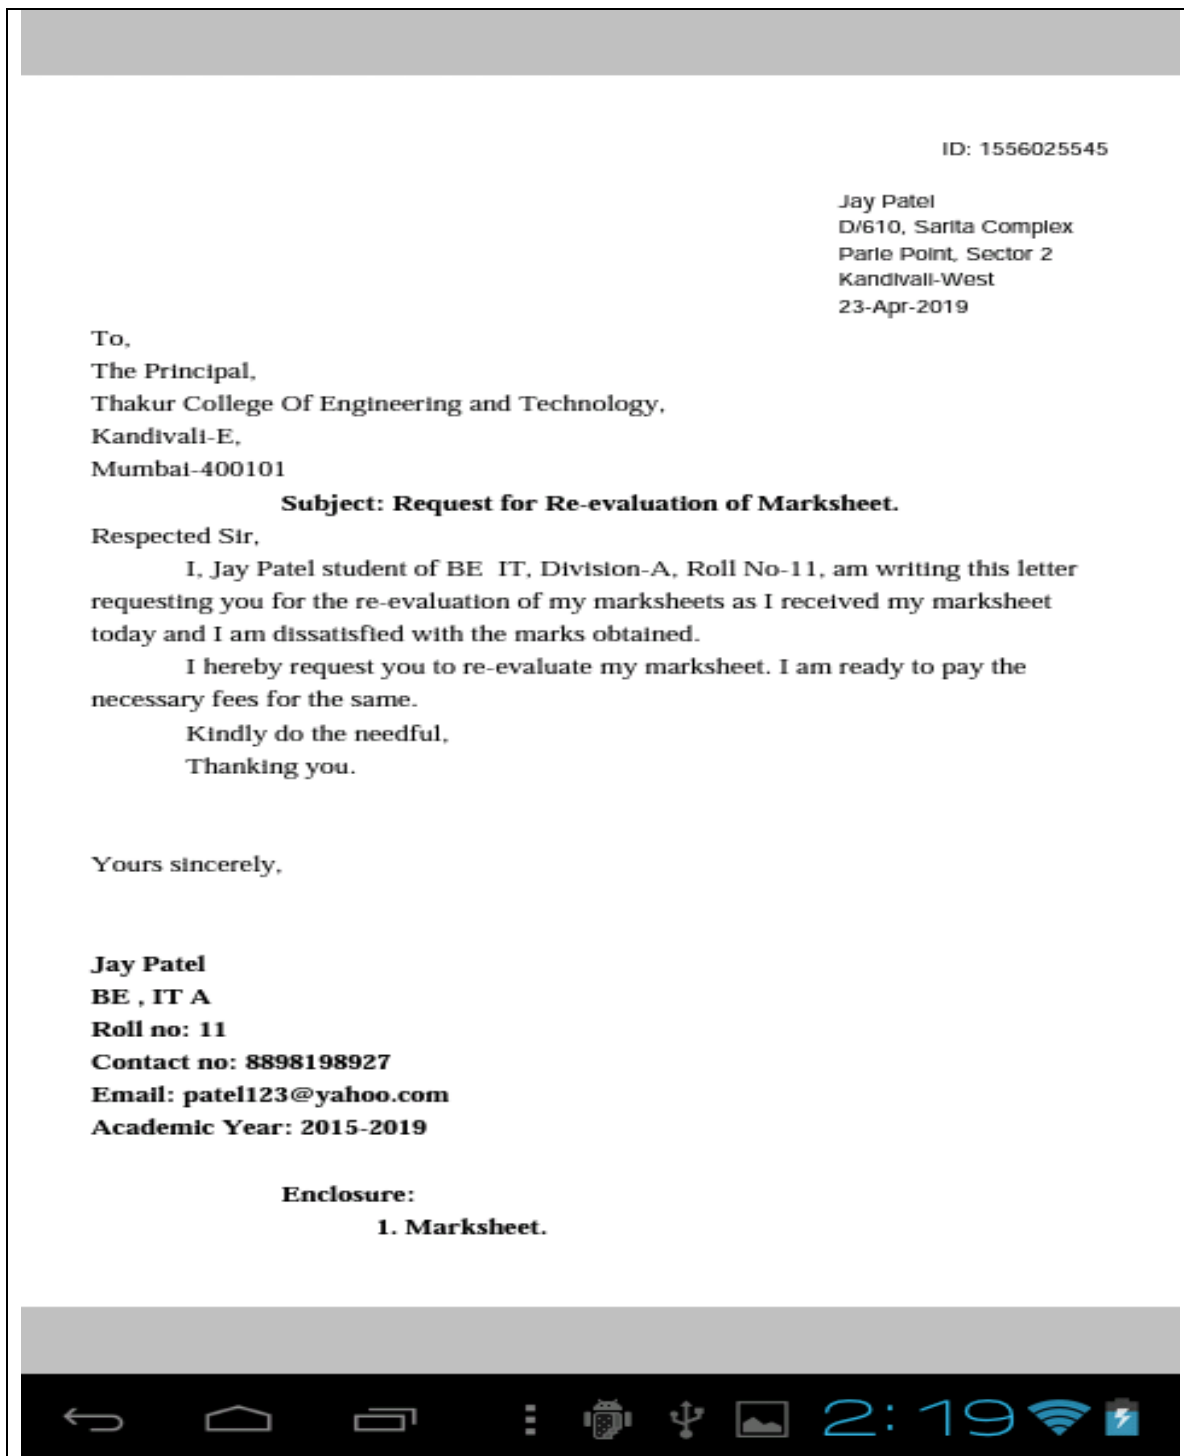 ID: 1556025545
Jay Patel
D/610, Sarita Complex
Parle Point, Sector 2
Kandivali-West
23-Apr-2019
To,
The Principal,
Thakur College Of Engineering and Technology,
Kandivali-E,
Mumbai-400101
Subject: Request for Re-evaluation of Marksheet.
Respected Sir,
I, Jay Patel student of BE  IT, Division-A, Roll No-11, am writing this letter
requesting you for the re-evaluation of my marksheets as I received my marksheet
today and I am dissatisfied with the marks obtained.
I hereby request you to re-evaluate my marksheet. I am ready to pay the
necessary fees for the same.
Kindly do the needful,
Thanking you.
Yours sincerely,
Jay Patel
BE , IT A
Roll no: 11
Contact no: 8898198927
Email: patel123@yahoo.com
Academic Year: 2015-2019
Enclosure:
1. Marksheet.
2:19